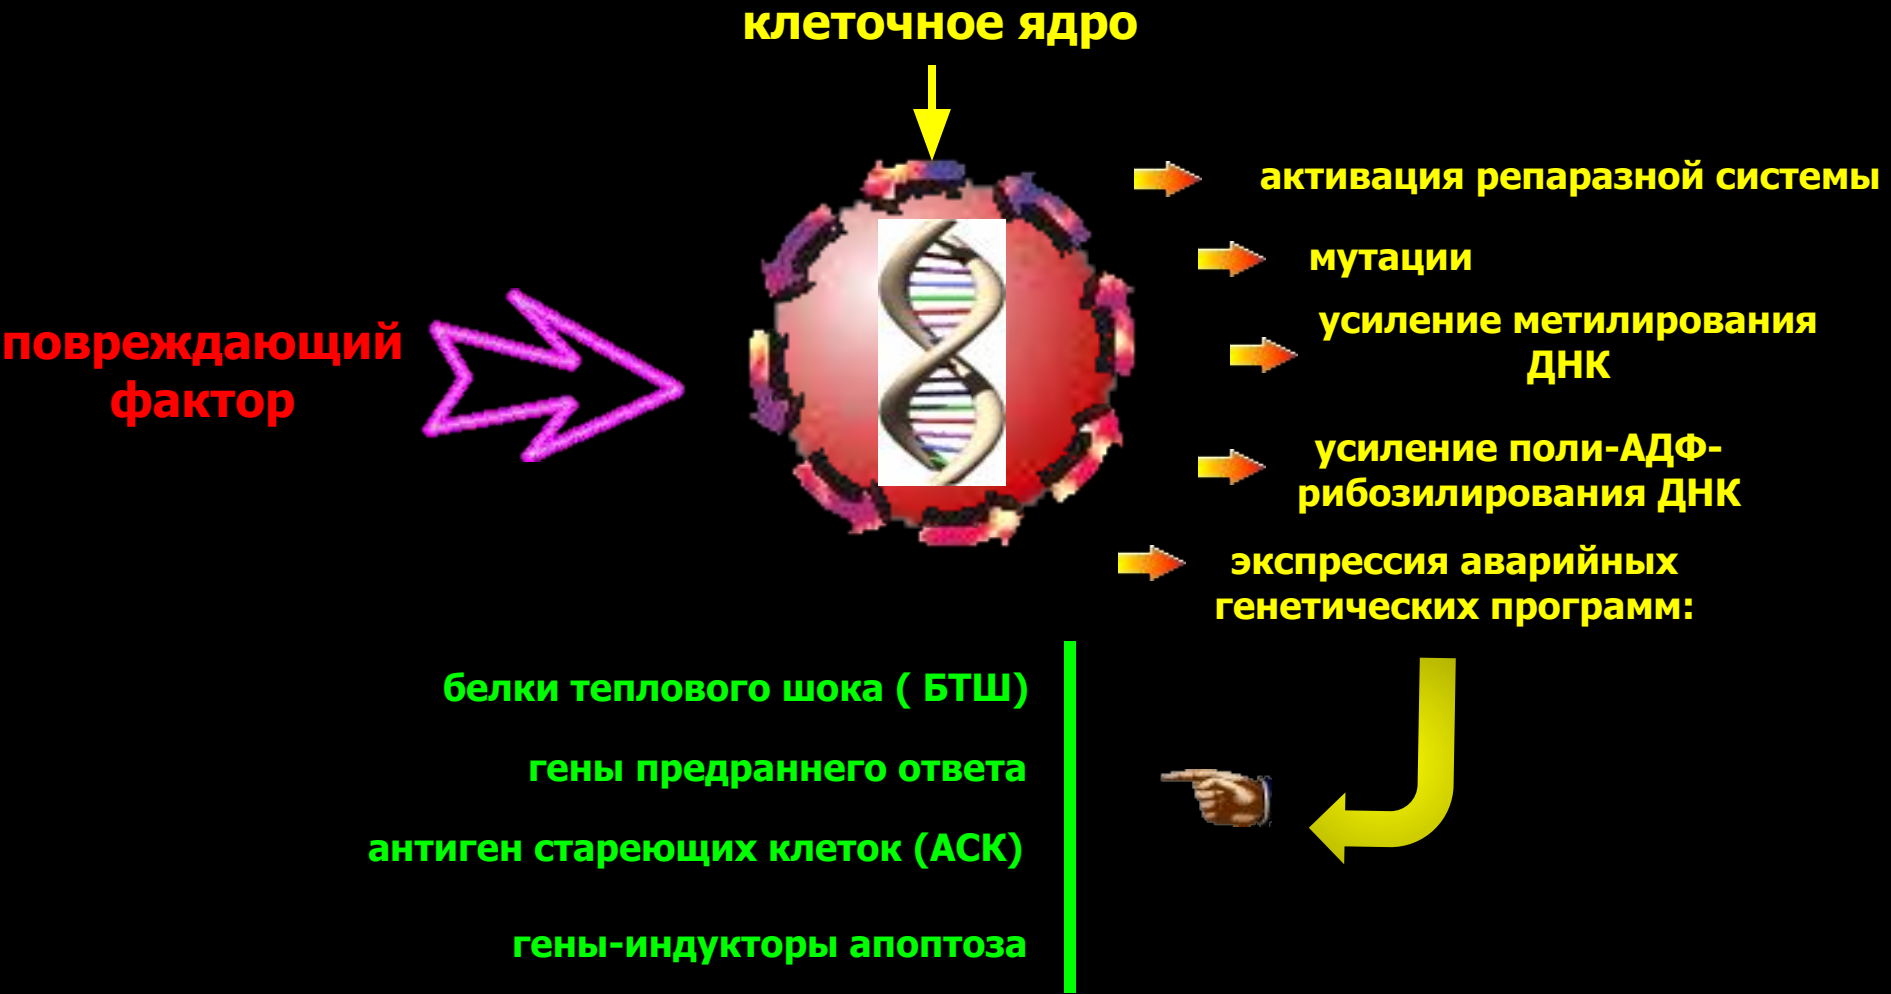 клеточное ядро
повреждающий
фактор
активация репаразной системы
мутации
усиление метилирования
ДНК
усиление поли-АДФ-
рибозилирования ДНК
экспрессия аварийных
генетических программ:
белки теплового шока ( БТШ)
гены предраннего ответа
антиген стареющих клеток (АСК)
гены-индукторы апоптоза